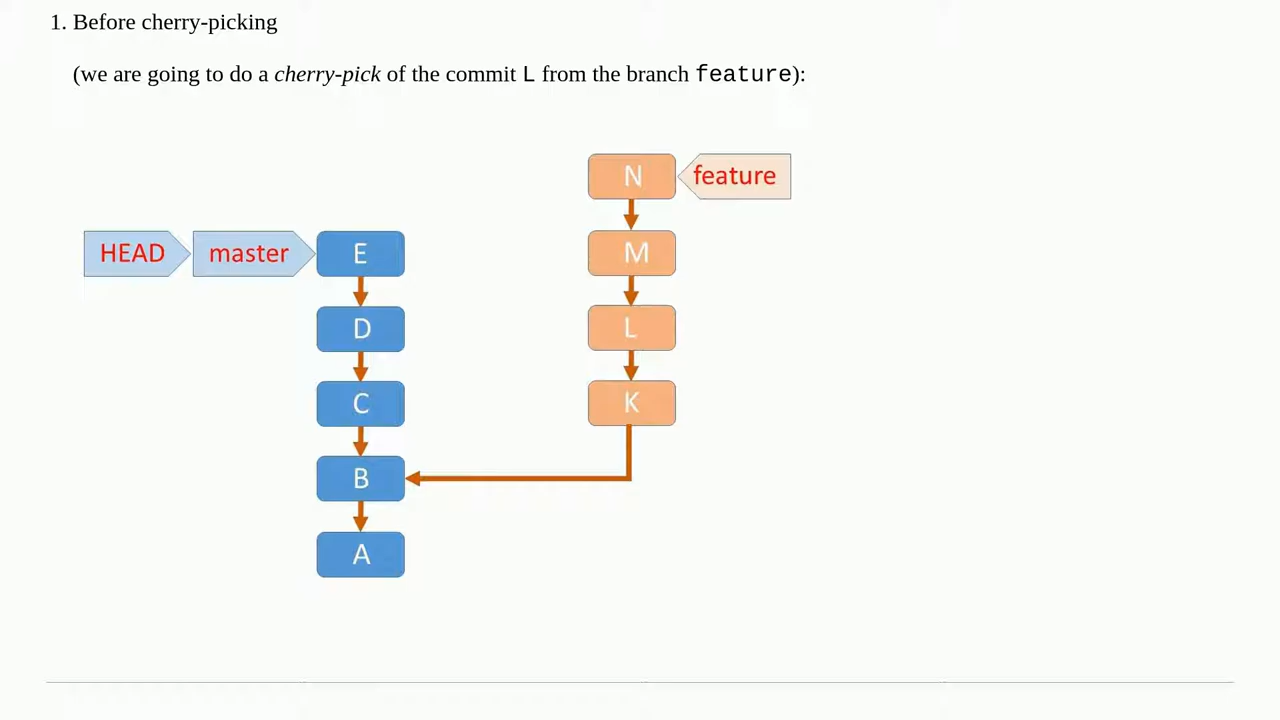 1. Before cherry-picking
(we are going to do a cherry-pick of the commit L from the branch feature):
N feature
HEAD master E M
D L
C K
B
A